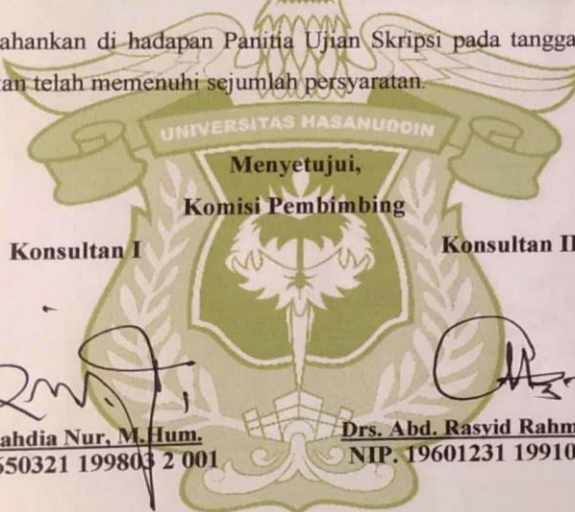 ahankan di hadapan Panitia Ujian Skripsi pada tangga
an telah memenuhi sejumlah persyaratan.
UNIVERSITAS HASANUDDIN
Menyetujui,
Komisi Pembimbing
Konsultan I
Konsultan II
ahdia Nur, M.Hum.
650321 199803 2 001
Drs. Abd. Rasyid Rahm
NIP. 19601231 19910